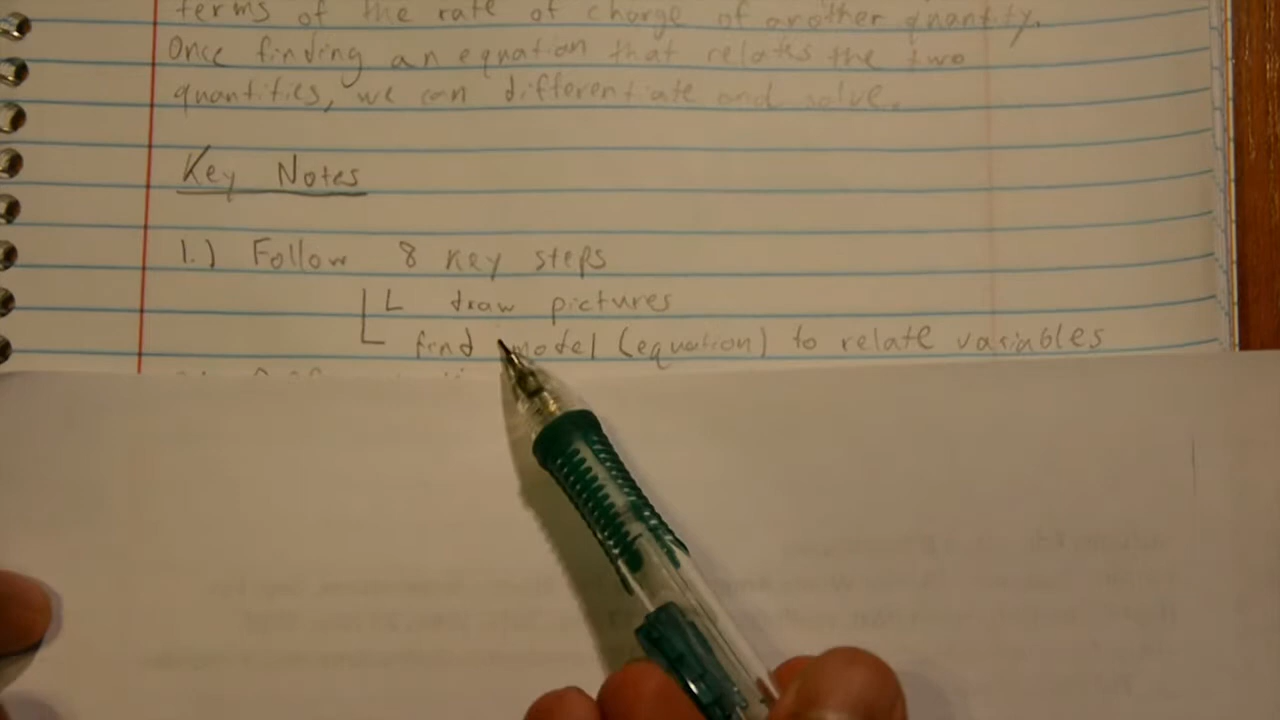 terms of the rate of change of another quantity.
Once finding an equation that relates the two
quantities, we can differentiate and solve.
Key Notes
1.) Follow 8 key steps
draw pictures
find model (equation) to relate variables